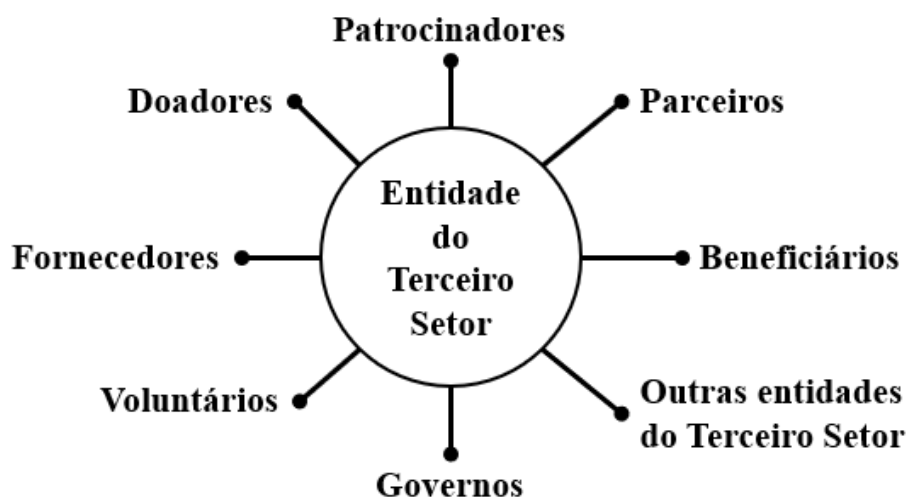 Patrocinadores
Doadores
Parceiros
Entidade
do
Terceiro
Setor
Fornecedores
Beneficiários
Voluntários
Outras entidades
do Terceiro Setor
Governos